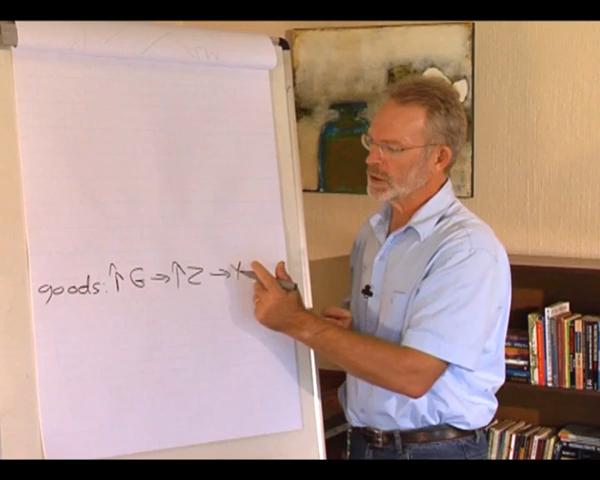 goods: ↑ G → ↑ Z → Y